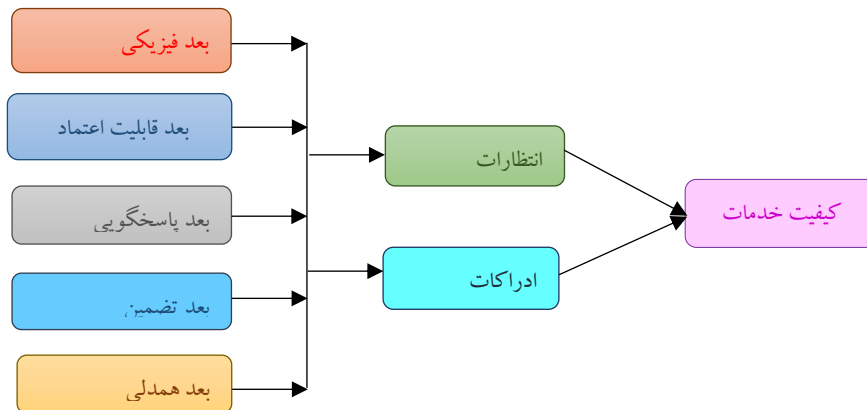 بعد فیزیکی
بعد قابلیت اعتماد
بعد پاسخگویی
بعد تضمین
بعد همدلی
انتظارات
ادراکات
کیفیت خدمات